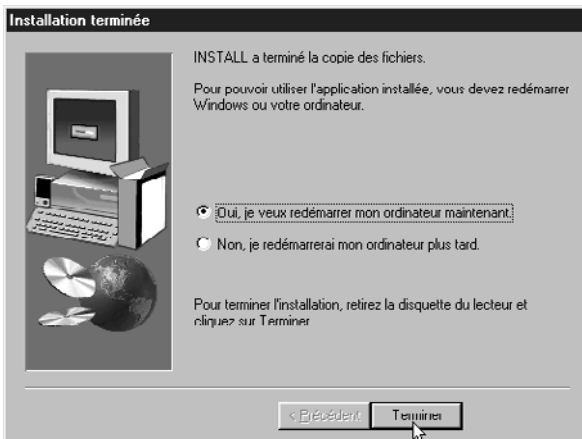 Installation terminée
INSTALL a terminé la copie des fichiers.
Pour pouvoir utiliser l'application installée, vous devez redémarrer
Windows ou votre ordinateur.
Oui, je veux redémarrer mon ordinateur maintenant.
Non, je redémarrerai mon ordinateur plus tard.
Pour terminer l'installation, retirez la disquette du lecteur et
cliquez sur Terminer
< Précédent
Terminer